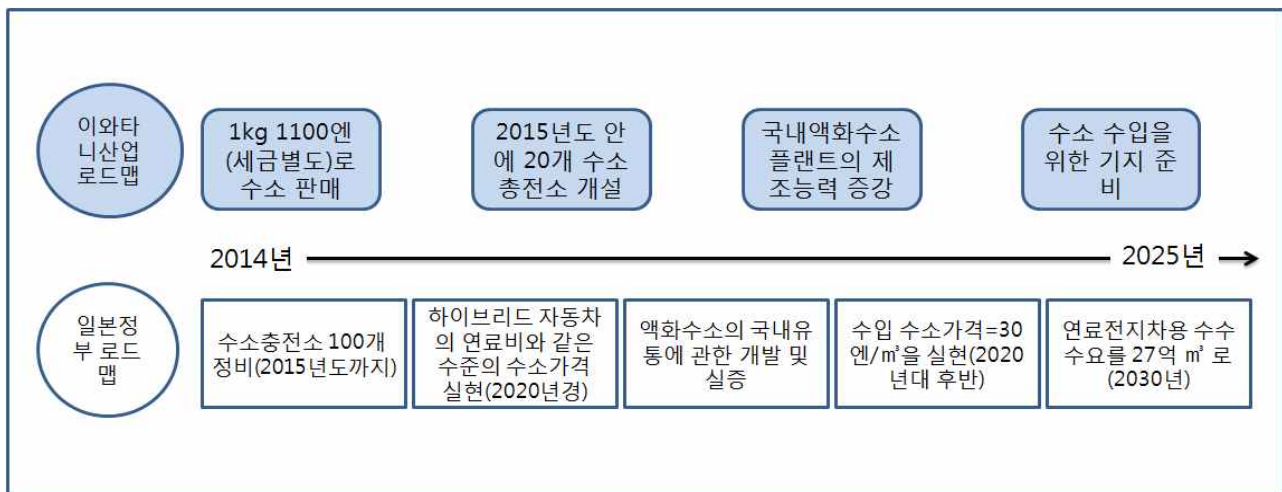 이와타
니산업
로드맵
1kg 1100엔
(세금별도)로
수소 판매
2015년도 안
에 20개 수소
충전소 개설
국내액화수소
플랜트의 제
조능력 증강
수소 수입을
위한 기지 준
비
2014년
2025년
일본정
부 로드
맵
수소충전소 100개
정비(2015년도까지)
하이브리드 자동차
의 연료비와 같은
수준의 수소가격
실현(2020년경)
액화수소의 국내유
통에 관한 개발 및
실증
수입 수소가격=30
엔/㎥을 실현(2020
년대 후반)
연료전지차용 수수
수요를 27억 ㎥ 로
(2030년)